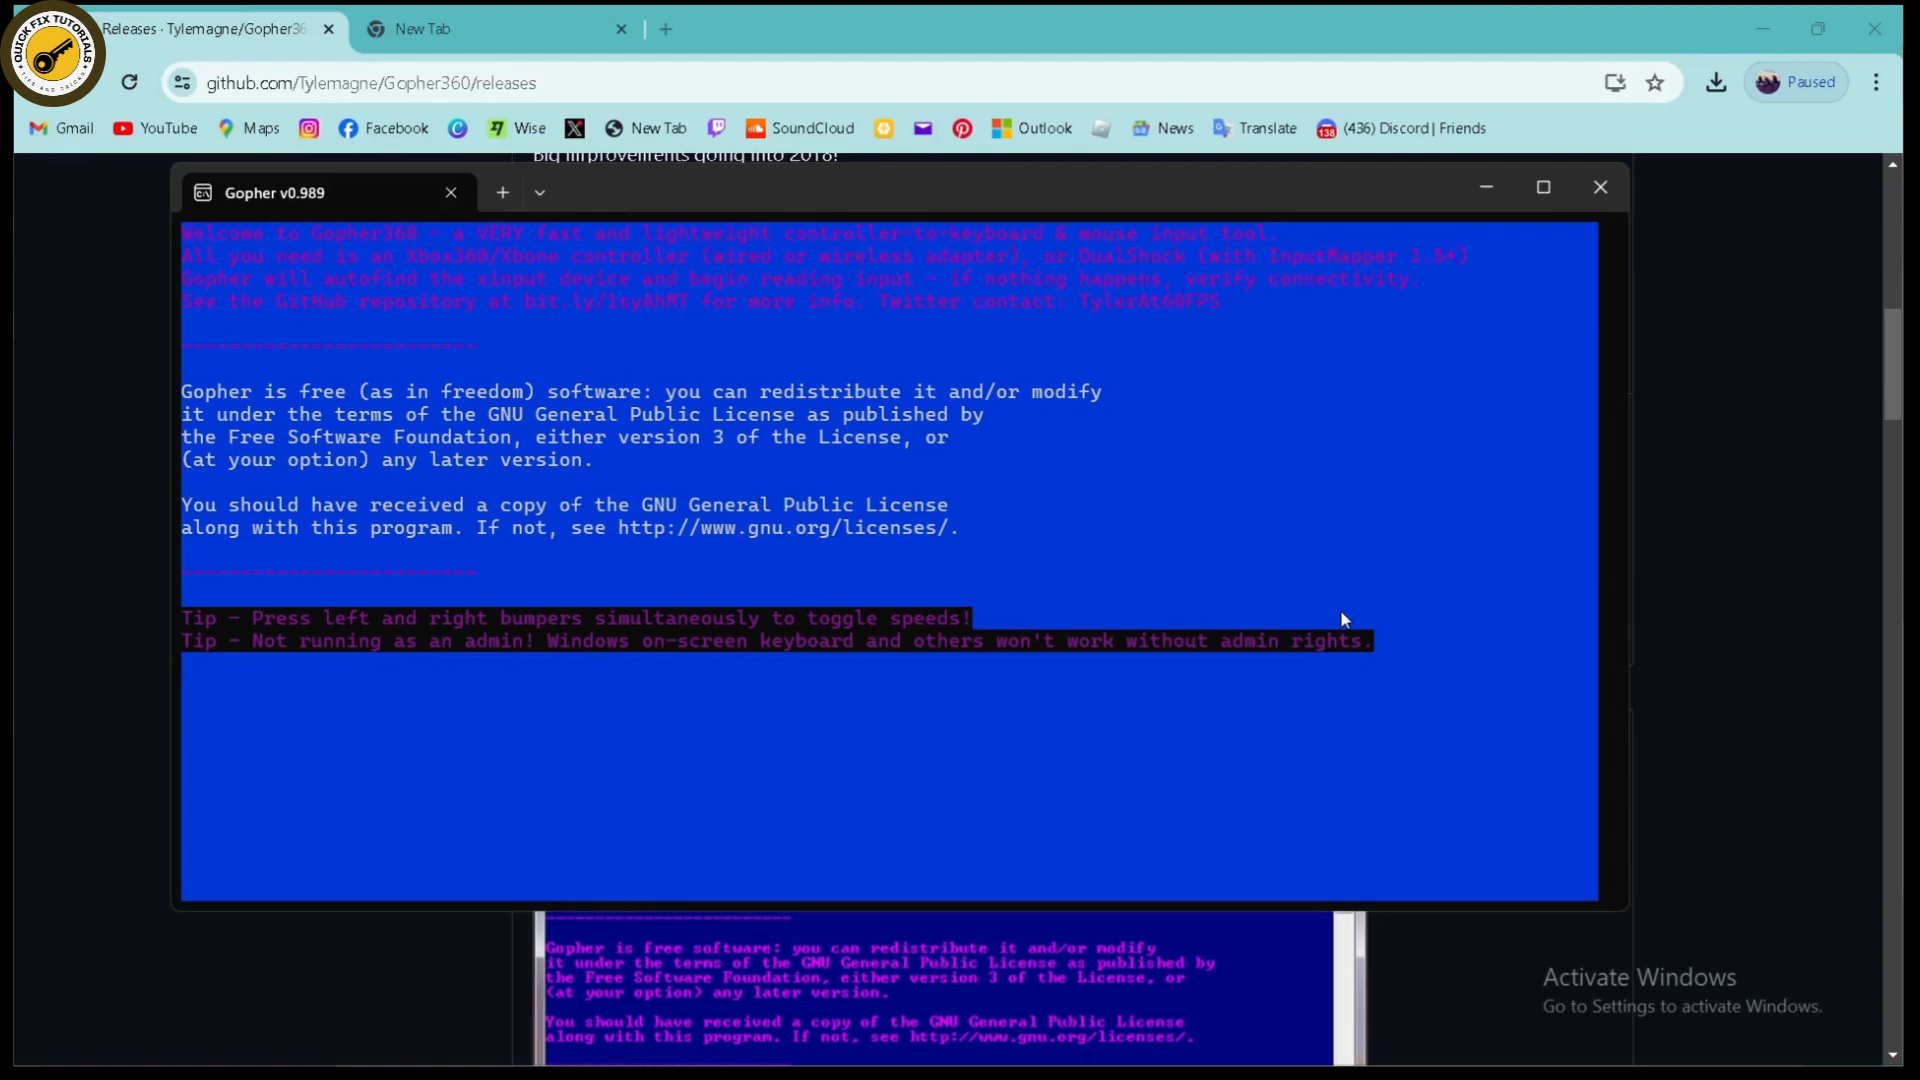 QUICK FIX TUTORIALS
TIPS AND TRICKS
Releases · Tylemagne/Gopher36
New Tab
github.com/Tylemagne/Gopher360/releases
Paused
Gmail
YouTube
Maps
Facebook
Wise
New Tab
SoundCloud
Outlook
News
Translate
138
(436) Discord | Friends
Big improvements going into 2018!
Gopher v0.989
Welcome to Gopher360 - a VERY fast and lightweight controller-to-keyboard & mouse input tool.
All you need is an Xbox360/Xbone controller (wired or wireless adapter), or DualShock (with InputMapper 1.5+)
Gopher will autofind the xinput device and begin reading input - if nothing happens, verify connectivity.
See the GitHub repository at bit.ly/1syAhMT for more info. Twitter contact: TylerAt60FPS
-------------------------
Gopher is free (as in freedom) software: you can redistribute it and/or modify
it under the terms of the GNU General Public License as published by
the Free Software Foundation, either version 3 of the License, or
(at your option) any later version.
You should have received a copy of the GNU General Public License
along with this program. If not, see http://www.gnu.org/licenses/.
-------------------------
Tip - Press left and right bumpers simultaneously to toggle speeds!
Tip - Not running as an admin! Windows on-screen keyboard and others won't work without admin rights.
-------------------------
Gopher is free software: you can redistribute it and/or modify
it under the terms of the GNU General Public License as published by
the Free Software Foundation, either version 3 of the License, or
(at your option) any later version.
You should have received a copy of the GNU General Public License
along with this program. If not, see http://www.gnu.org/licenses/.
Activate Windows
Go to Settings to activate Windows.